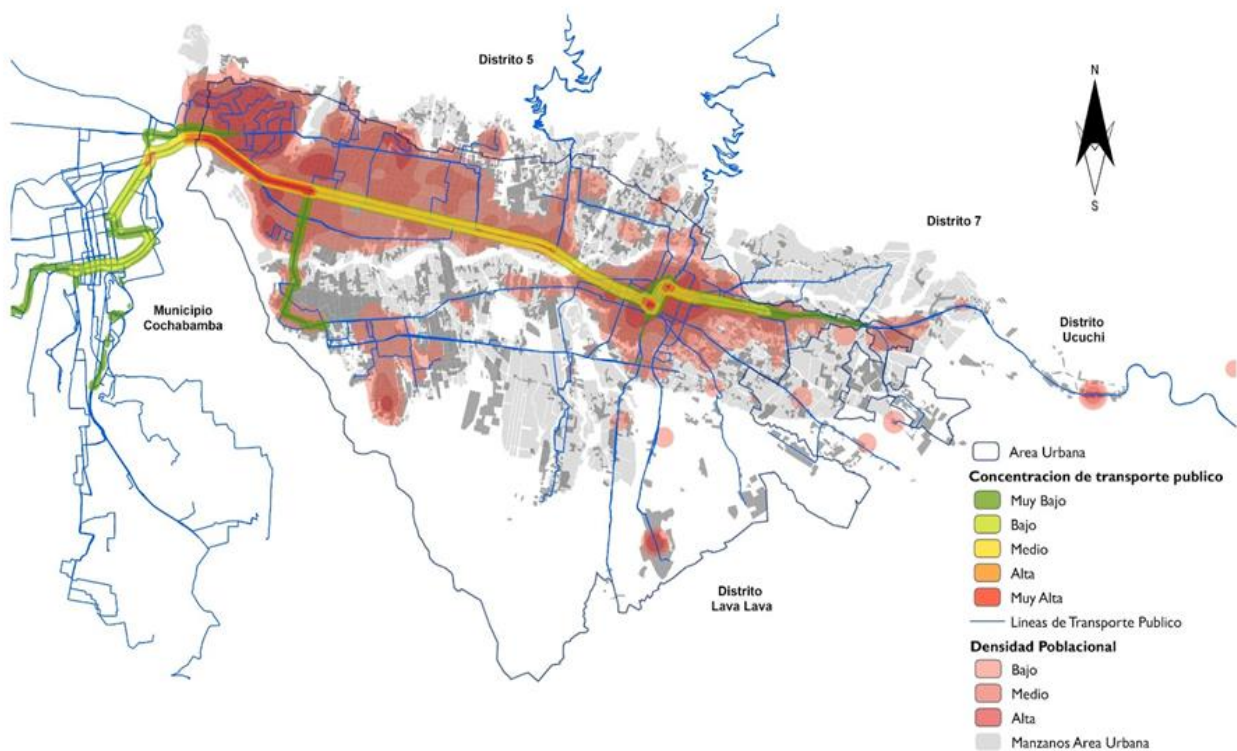 Distrito 5
N
S
Distrito 7
Municipio
Cochabamba
Distrito
Ucuchi
Distrito
Lava Lava
Area Urbana
Concentracion de transporte publico
Muy Bajo
Bajo
Medio
Alta
Muy Alta
Lineas de Transporte Publico
Densidad Poblacional
Bajo
Medio
Alta
Manzanos Area Urbana